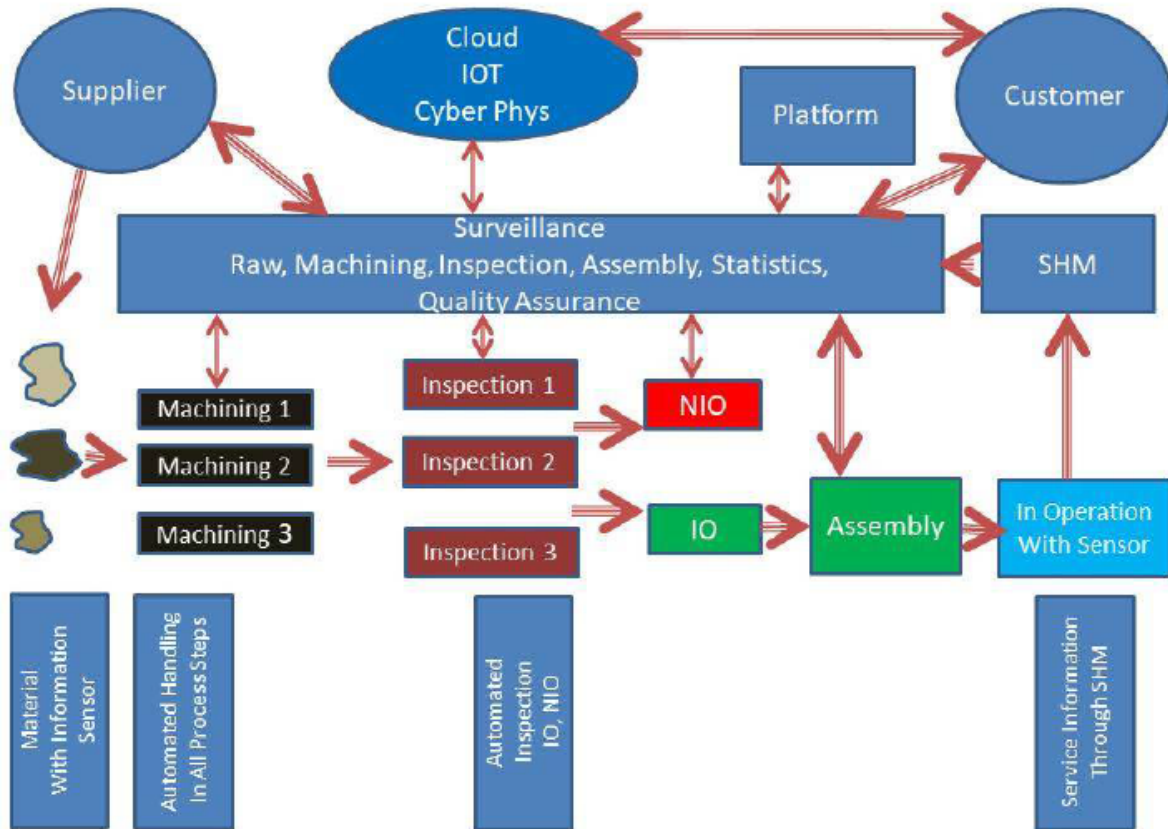 Supplier
Cloud
IOT
Cyber Phys
Platform
Customer
Surveillance
Raw, Machining, Inspection, Assembly, Statistics,
Quality Assurance
SHM
Machining 1
Machining 2
Machining 3
Inspection 1
Inspection 2
Inspection 3
NIO
IO
Assembly
In Operation
With Sensor
Material
With Information
Sensor
Automated Handling
In All Process Steps
Automated
Inspection
IO, NIO
Service Information
Through SHM